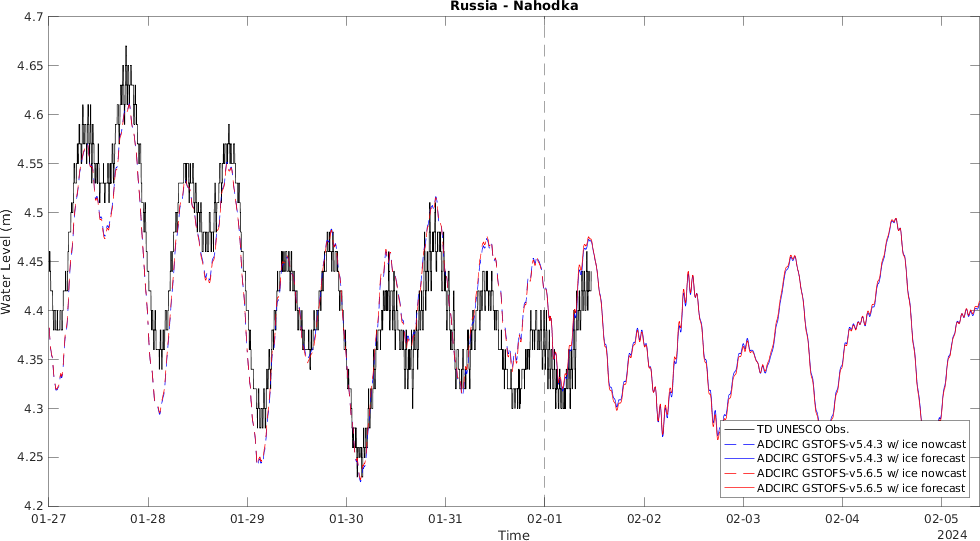 Russia - Nahodka
4.7
4.65
4.6
4.55
4.5
4.45
4.4
4.35
4.3
4.25
4.2
Water Level (m)
TD UNESCO Obs.
ADCIRC GSTOFS-v5.4.3 w/ ice nowcast
ADCIRC GSTOFS-v5.4.3 w/ ice forecast
ADCIRC GSTOFS-v5.6.5 w/ ice nowcast
ADCIRC GSTOFS-v5.6.5 w/ ice forecast
01-27 01-28 01-29 01-30 01-31 02-01 02-02 02-03 02-04 02-05
Time
2024